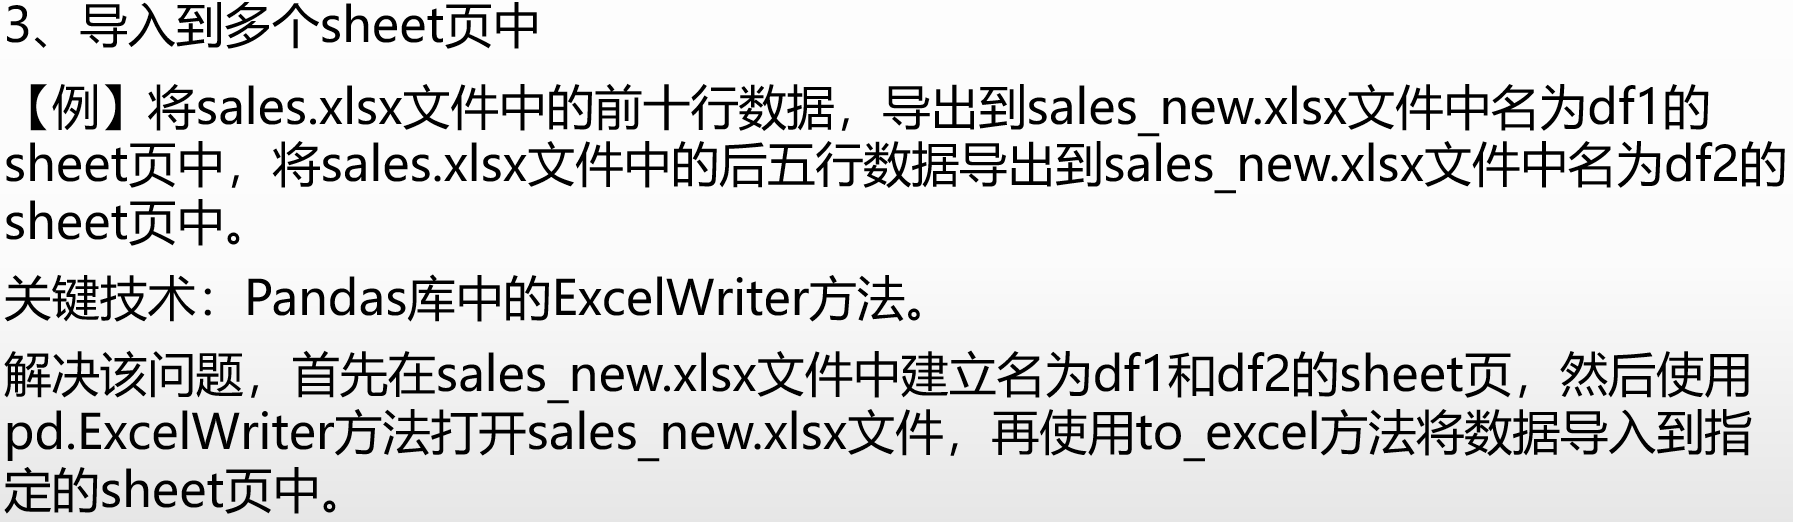 3、导入到多个sheet页中
【例】将sales.xlsx文件中的前十行数据，导出到sales_new.xlsx文件中名为df1的
sheet页中，将sales.xlsx文件中的后五行数据导出到sales_new.xlsx文件中名为df2的
sheet页中。
关键技术：Pandas库中的ExcelWriter方法。
解决该问题，首先在sales_new.xlsx文件中建立名为df1和df2的sheet页，然后使用
pd.ExcelWriter方法打开sales_new.xlsx文件，再使用to_excel方法将数据导入到指
定的sheet页中。